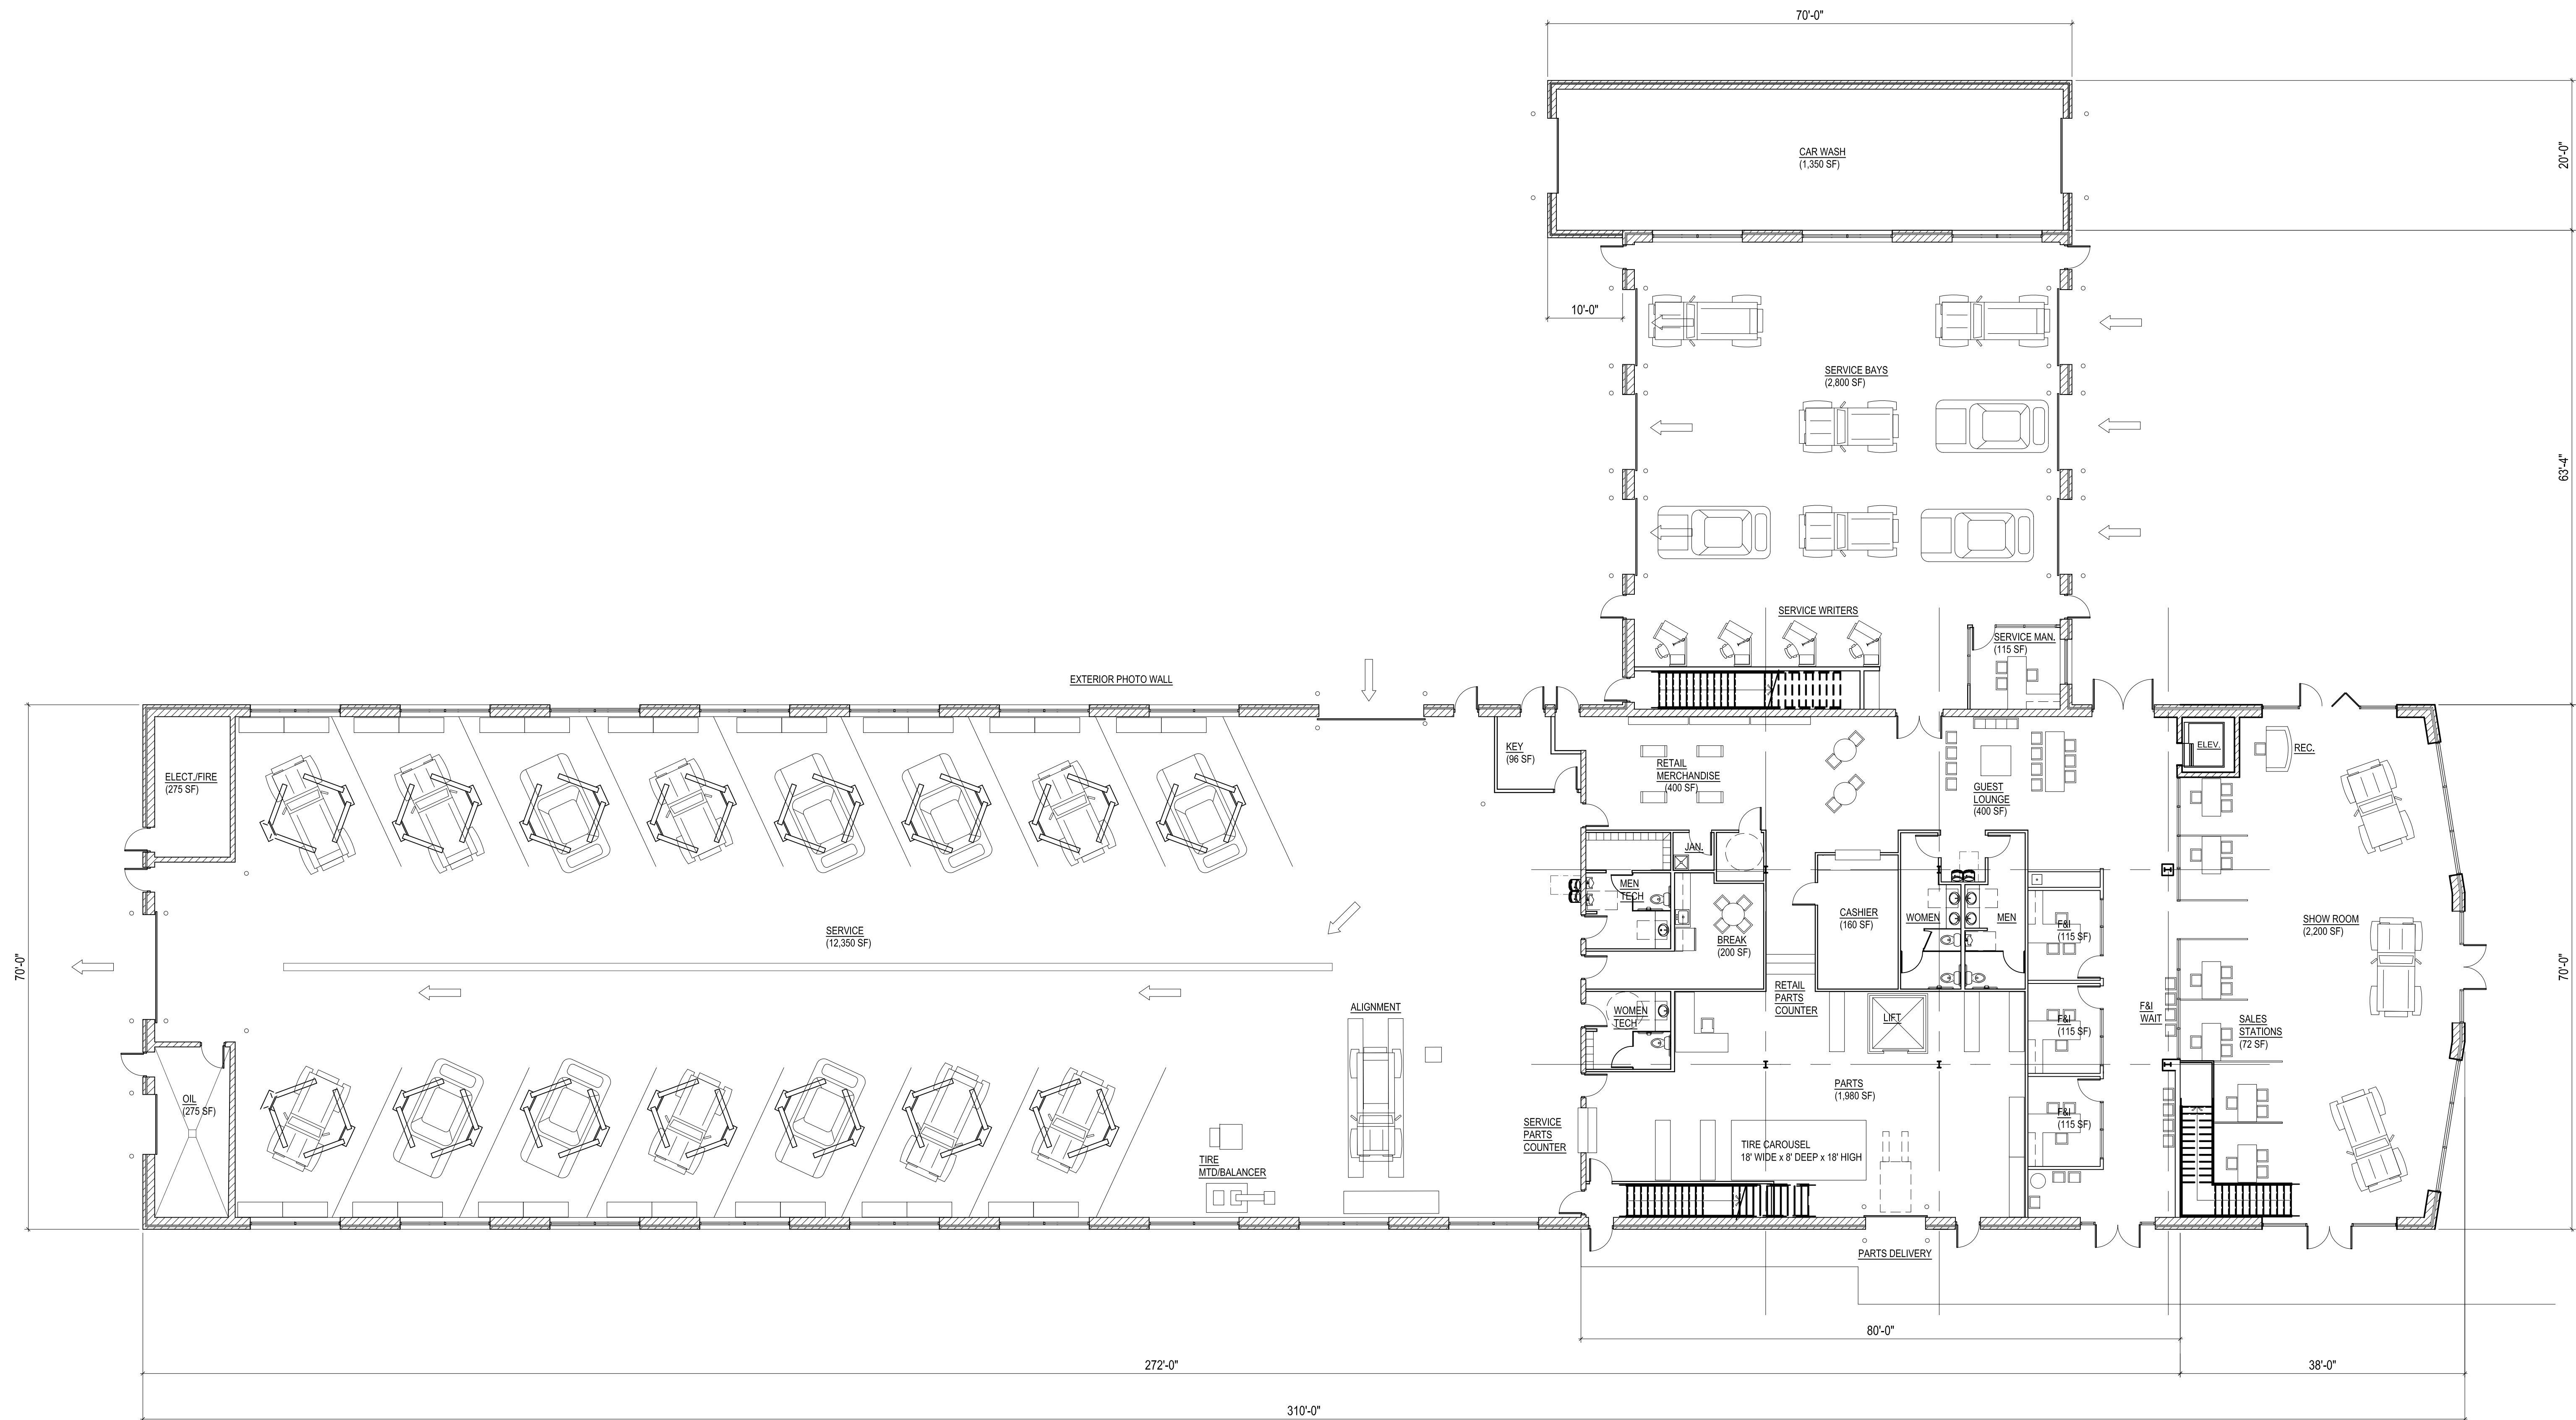 70'-0"
CAR WASH
(1,350 SF)
20'-0"
10'-0"
63'-4"
SERVICE BAYS
(2,800 SF)
SERVICE WRITERS
SERVICE MAN.
(115 SF)
EXTERIOR PHOTO WALL
ELECT./FIRE
(275 SF)
KEY
(96 SF)
RETAIL
MERCHANDISE
(400 SF)
GUEST
LOUNGE
(400 SF)
ELEV.
REC.
JAN.
MEN
TECH
BREAK
(200 SF)
CASHIER
(160 SF)
WOMEN
MEN
F&I
(115 SF)
SHOW ROOM
(2,200 SF)
SERVICE
(12,350 SF)
70'-0"
70'-0"
ALIGNMENT
WOMEN
TECH
RETAIL
PARTS
COUNTER
LIFT
F&I
(115 SF)
F&I
WAIT
SALES
STATIONS
(72 SF)
OIL
(275 SF)
PARTS
(1,980 SF)
F&I
(115 SF)
SERVICE
PARTS
COUNTER
TIRE CAROUSEL
18' WIDE x 8' DEEP x 18' HIGH
TIRE
MTD/BALANCER
PARTS DELIVERY
80'-0"
272'-0"
38'-0"
310'-0"